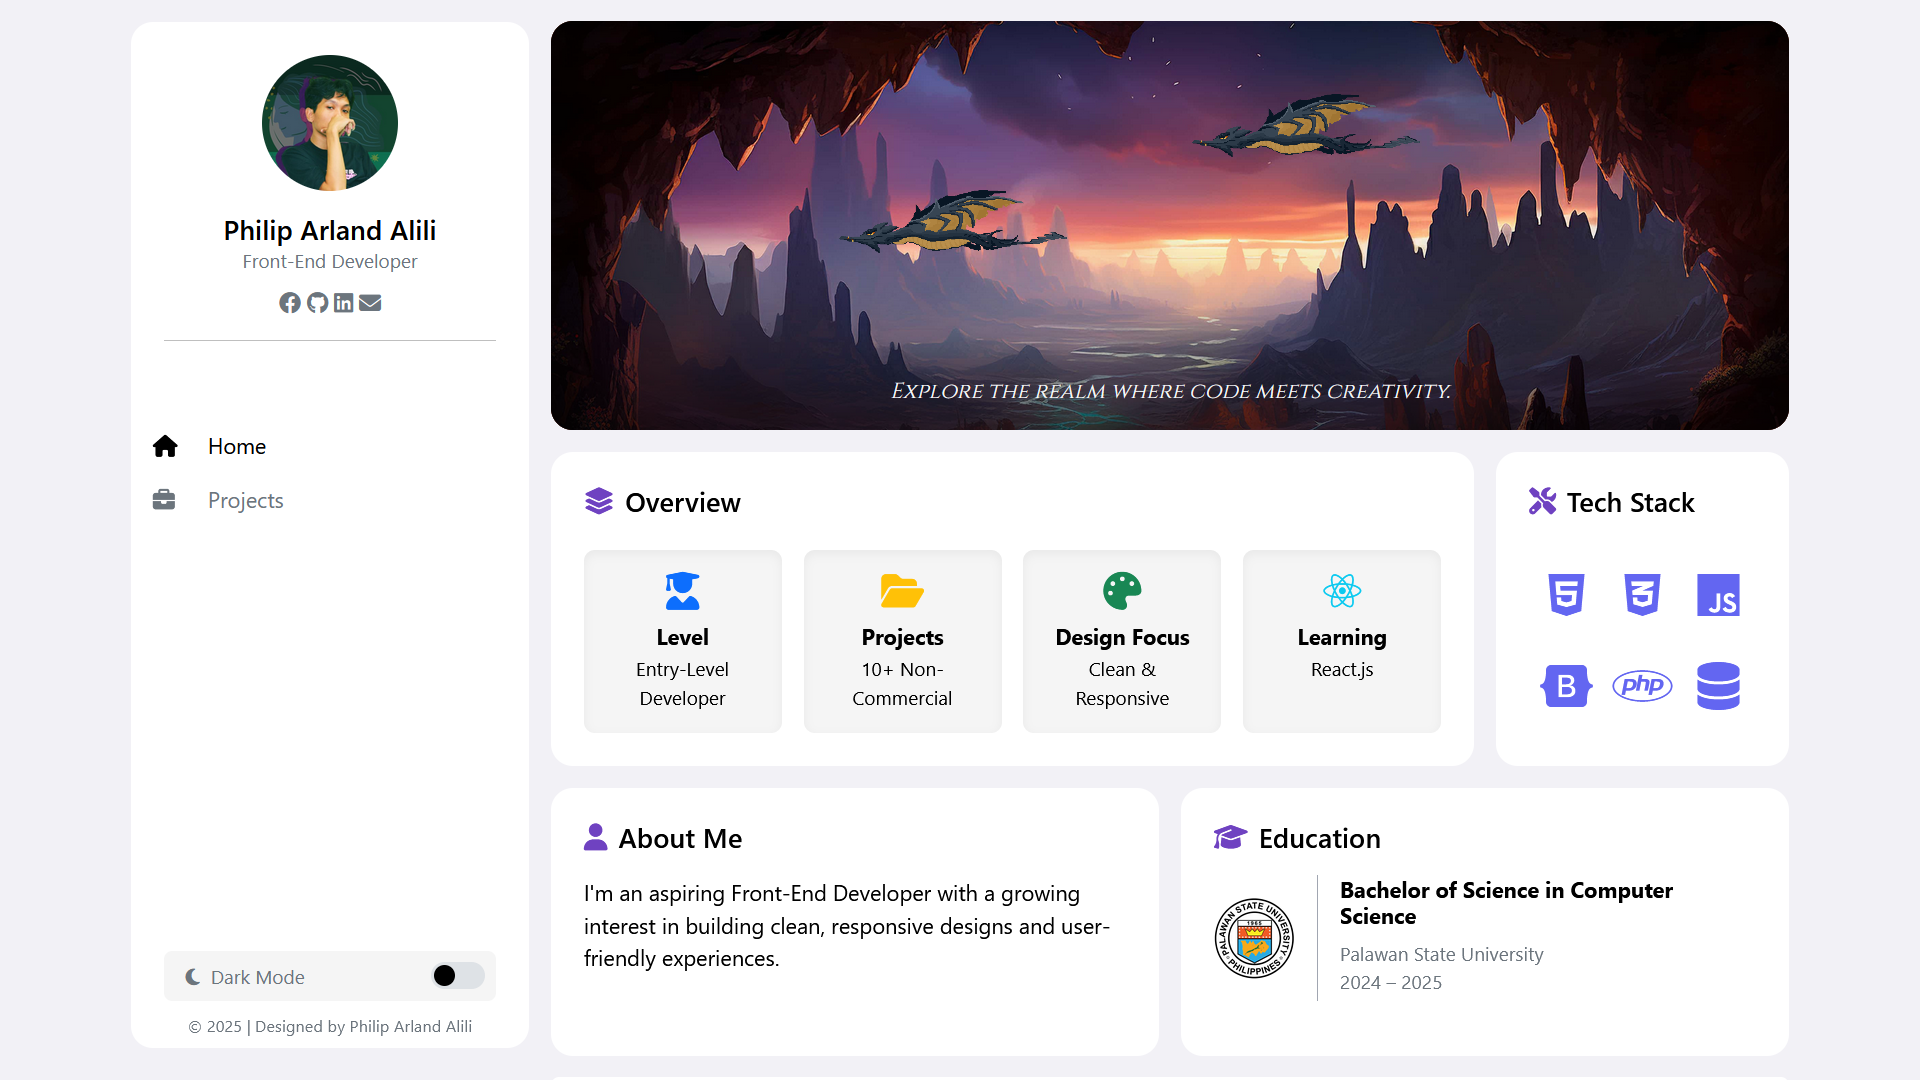 Philip Arland Alili
Front-End Developer
Home
Projects
Dark Mode
© 2025 | Designed by Philip Arland Alili
Explore the realm where code meets creativity.
Overview
Level
Entry-Level
Developer
Projects
10+ Non-
Commercial
Design Focus
Clean &
Responsive
Learning
React.js
Tech Stack
5
3
JS
B
php
About Me
I'm an aspiring Front-End Developer with a growing
interest in building clean, responsive designs and user-
friendly experiences.
Education
PALAWAN STATE UNIVERSITY
1965
PHILIPPINES
Bachelor of Science in Computer
Science
Palawan State University
2024 – 2025